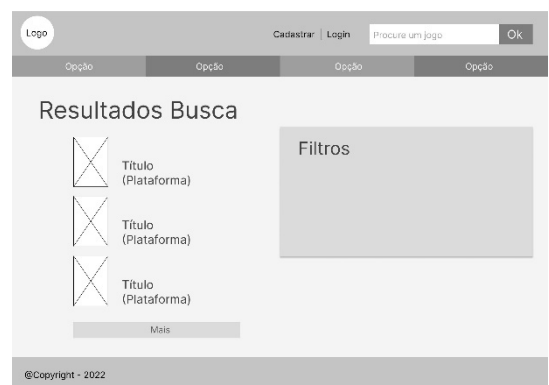 Logo
Cadastrar | Login
Procure um jogo
Ok
Opção
Opção
Opção
Opção
Resultados Busca
Título
(Plataforma)
Título
(Plataforma)
Título
(Plataforma)
Mais
Filtros
@Copyright - 2022